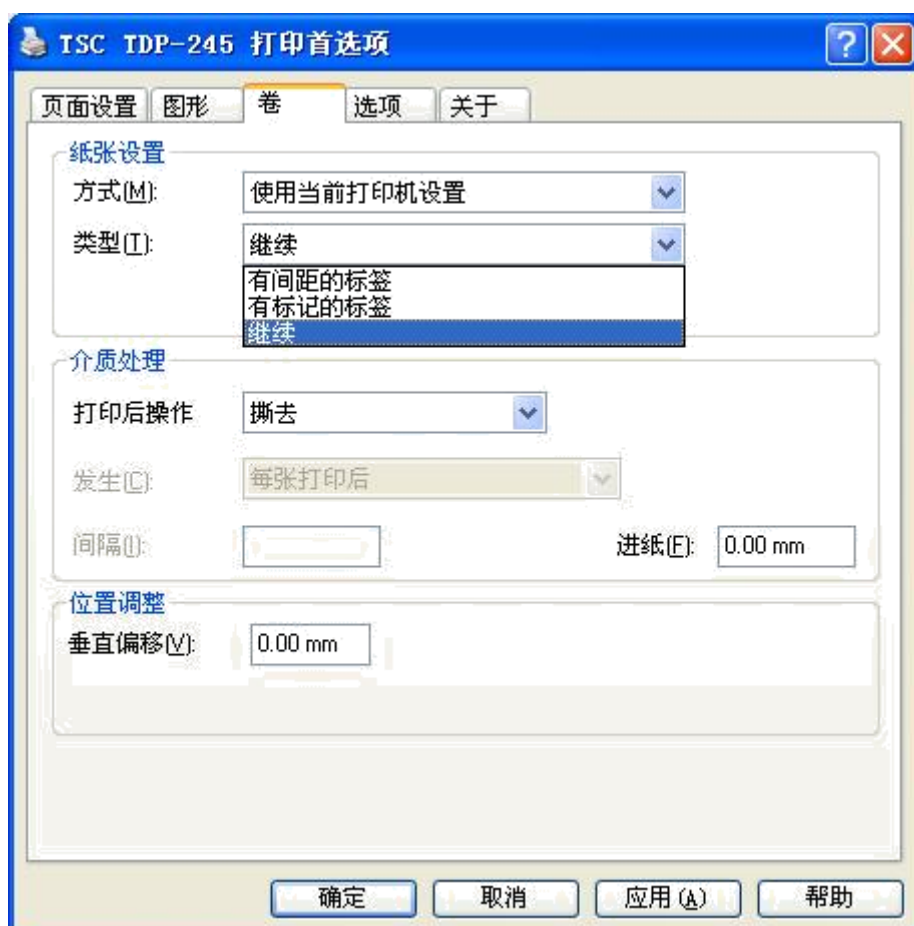 TSC TDP-245 打印首选项
页面设置 图形 卷 选项 关于
纸张设置
方式(M): 使用当前打印机设置
类型(T): 继续
有间距的标签
有标记的标签
继续
介质处理
打印后操作 撕去
发生(C): 每张打印后
间隔(I): 进纸(F): 0.00 mm
位置调整
垂直偏移(V): 0.00 mm
确定 取消 应用(A) 帮助